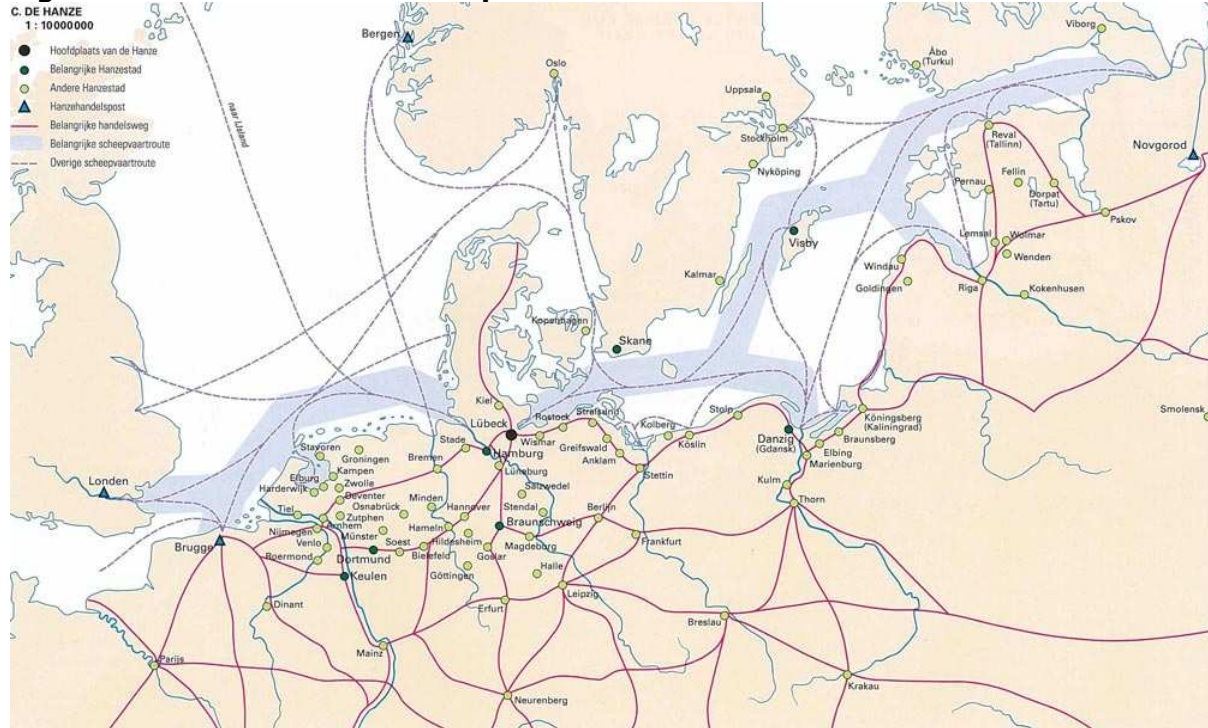 C. DE HANZE
1 : 10000000
Hoofdplaats van de Hanze
Belangrijke Hanzestad
Andere Hanzestad
Hanzehandelspost
Belangrijke handelsweg
Belangrijke scheepvaartroute
Overige scheepvaartroute
naar IJsland
Bergen
Oslo
Uppsala
Stockholm
Nyköping
Åbo
(Turku)
Viborg
Reval
(Tallinn)
Novgorod
Pernau
Fellin
Dorpat
(Tartu)
Pskov
Lemsal
Wolmar
Wenden
Visby
Kalmar
Windau
Goldingen
Riga
Kokenhusen
Kopenhagen
Skane
Smolensk
Kiel
Lübeck
Wismar
Rostock
Stralsund
Greifswald
Anklam
Kolberg
Köslin
Stolp
Danzig
(Gdansk)
Königsberg
(Kaliningrad)
Braunsberg
Elbing
Marienburg
Stettin
Kulm
Thorn
Stade
Hamburg
Bremen
Lüneburg
Stavoren
Groningen
Kampen
Elburg
Zwolle
Harderwijk
Deventer
Osnabrück
Minden
Hannover
Salzwedel
Stendal
Berlijn
Londen
Tiel
Zutphen
Arnhem
Nijmegen
Münster
Hameln
Braunschweig
Hildesheim
Magdeburg
Frankfurt
Brugge
Venlo
Roermond
Soest
Dortmund
Bielefeld
Goslar
Göttingen
Halle
Keulen
Leipzig
Dinant
Erfurt
Breslau
Mainz
Parijs
Neurenberg
Krakau